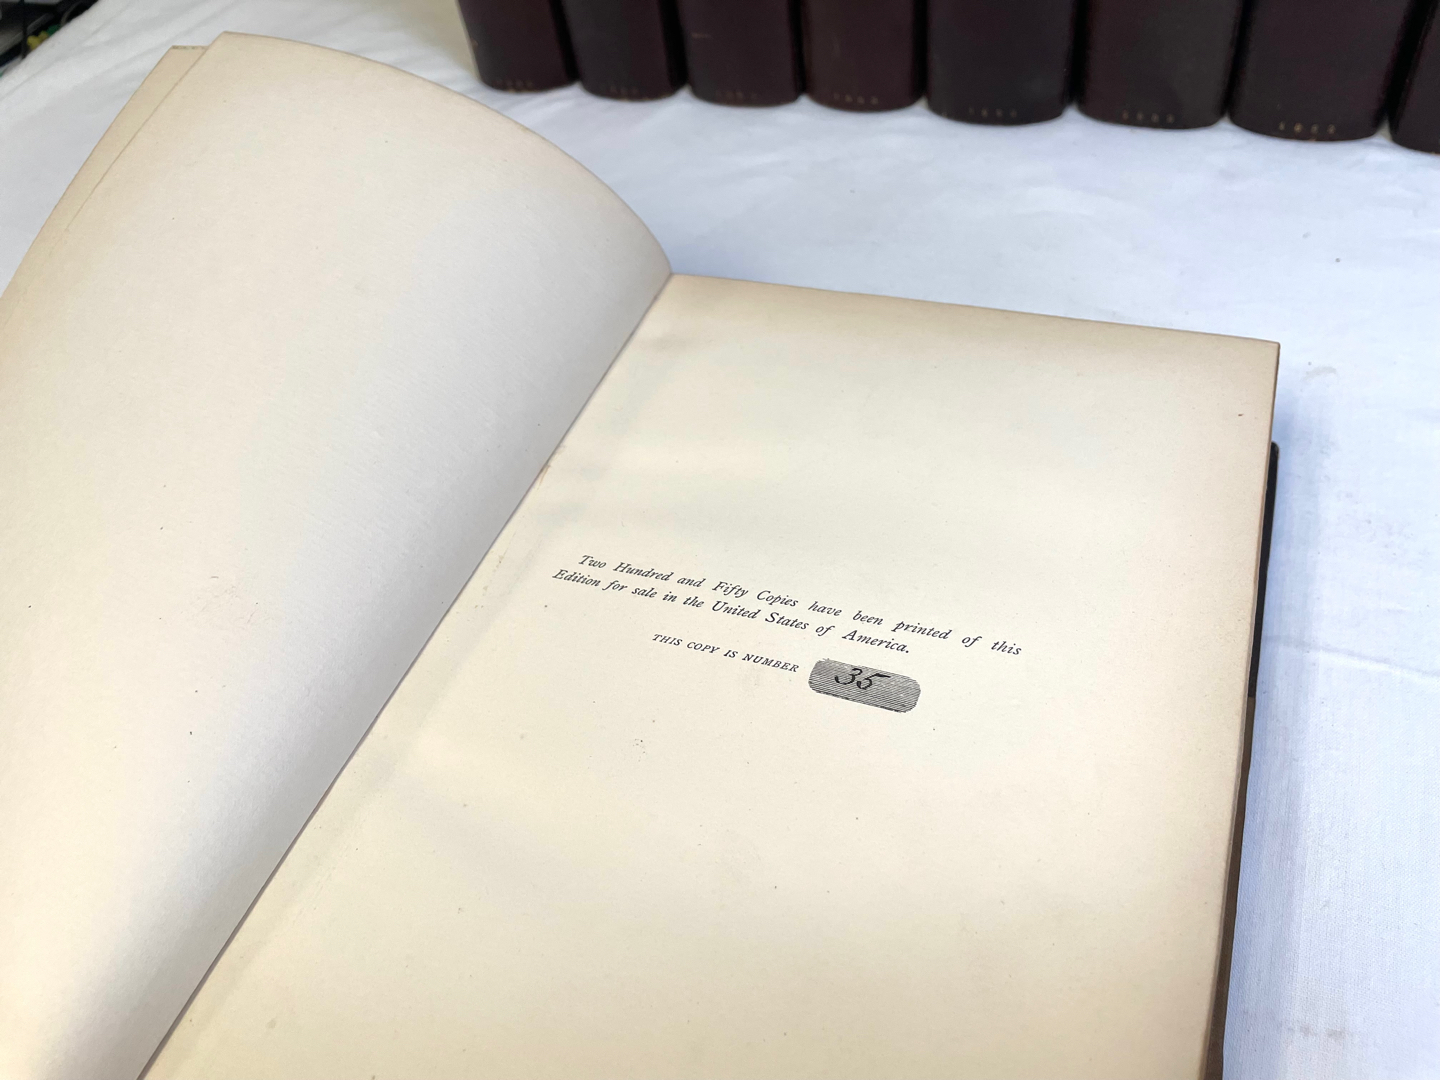 Two Hundred and Fifty Copies have been printed of this
Edition for sale in the United States of America.
THIS COPY IS NUMBER 35